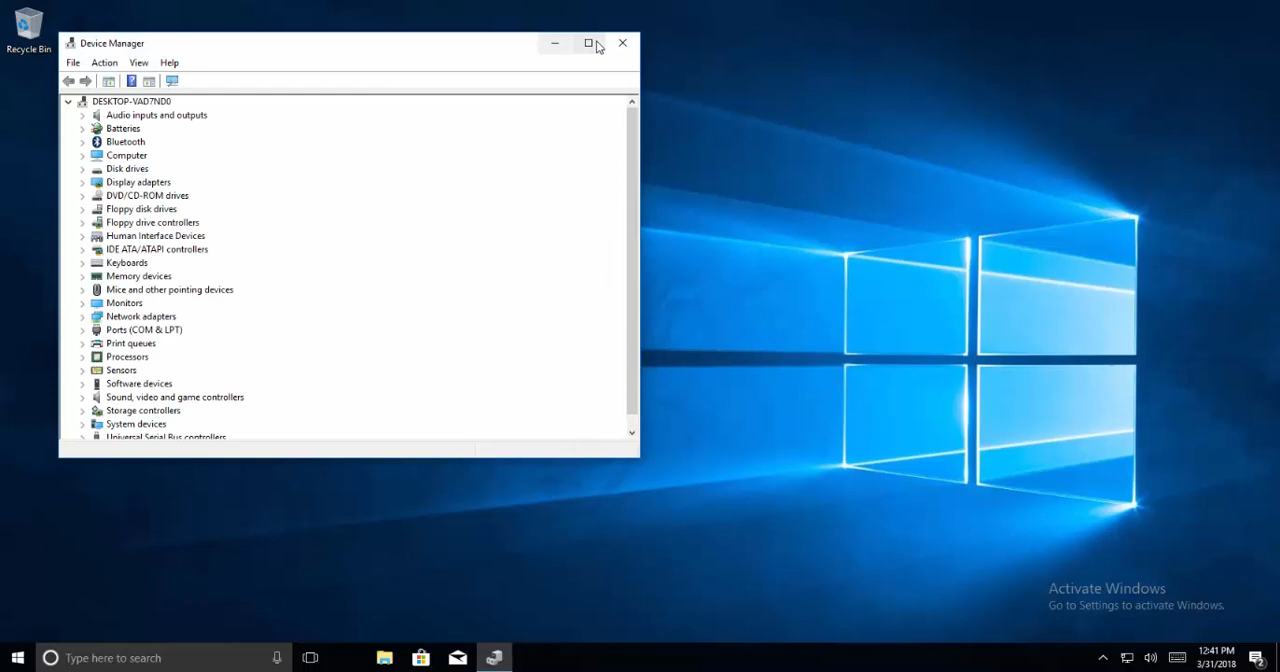 Recycle Bin
Device Manager
File Action View Help
DESKTOP-VAD7ND0
Audio inputs and outputs
Batteries
Bluetooth
Computer
Disk drives
Display adapters
DVD/CD-ROM drives
Floppy disk drives
Floppy drive controllers
Human Interface Devices
IDE ATA/ATAPI controllers
Keyboards
Memory devices
Mice and other pointing devices
Monitors
Network adapters
Ports (COM & LPT)
Print queues
Processors
Sensors
Software devices
Sound, video and game controllers
Storage controllers
System devices
Universal Serial Bus controllers
Activate Windows
Go to Settings to activate Windows.
Type here to search
12:41 PM
3/31/2018
2